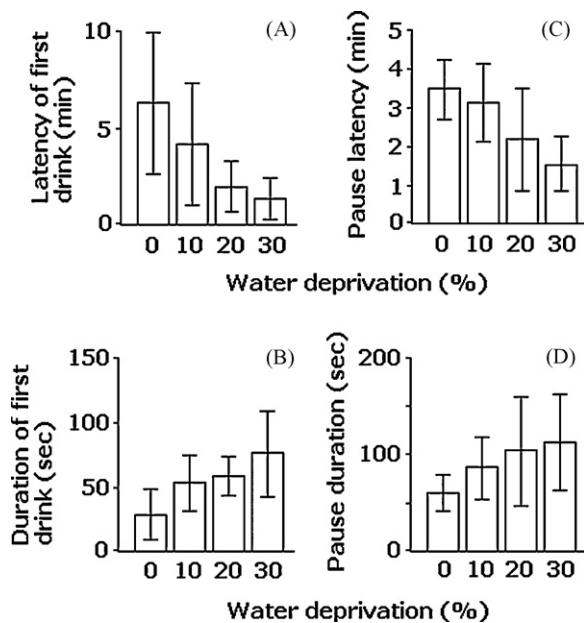 (A)
Latency of first
drink (min)
10
5
0
0 10 20 30
(C)
Pause latency (min)
5
4
3
2
1
0
0 10 20 30
Water deprivation (%)
(B)
Duration of first
drink (sec)
150
100
50
0
0 10 20 30
(D)
Pause duration (sec)
200
100
0
0 10 20 30
Water deprivation (%)